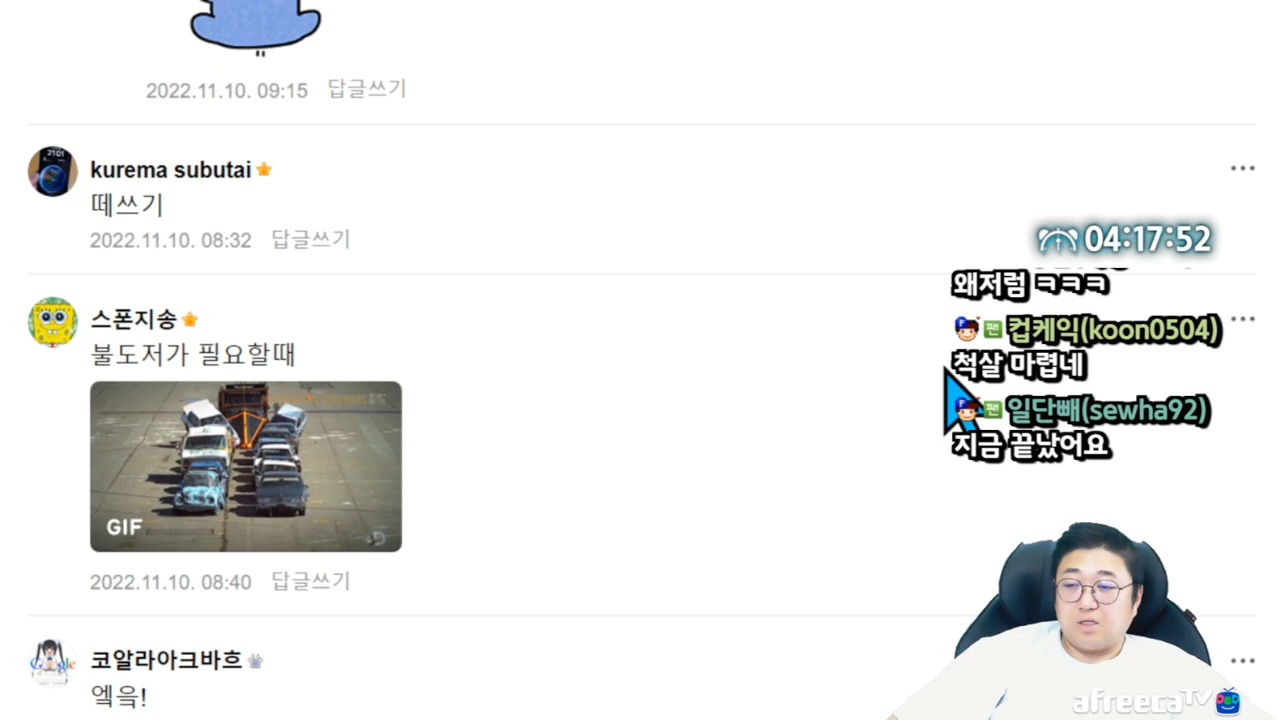 2022.11.10. 09:15 답글쓰기
kurema subutai
떼쓰기
2022.11.10. 08:32 답글쓰기
04:17:52
왜저럼 ㅋㅋㅋ
팬 컵케익(koon0504)
척살 마렵네
팬 일단빼(sewha92)
지금 끝났어요
스폰지송
불도저가 필요할때
GIF
2022.11.10. 08:40 답글쓰기
코알라아크바흐
엨윸!
afreecaTV